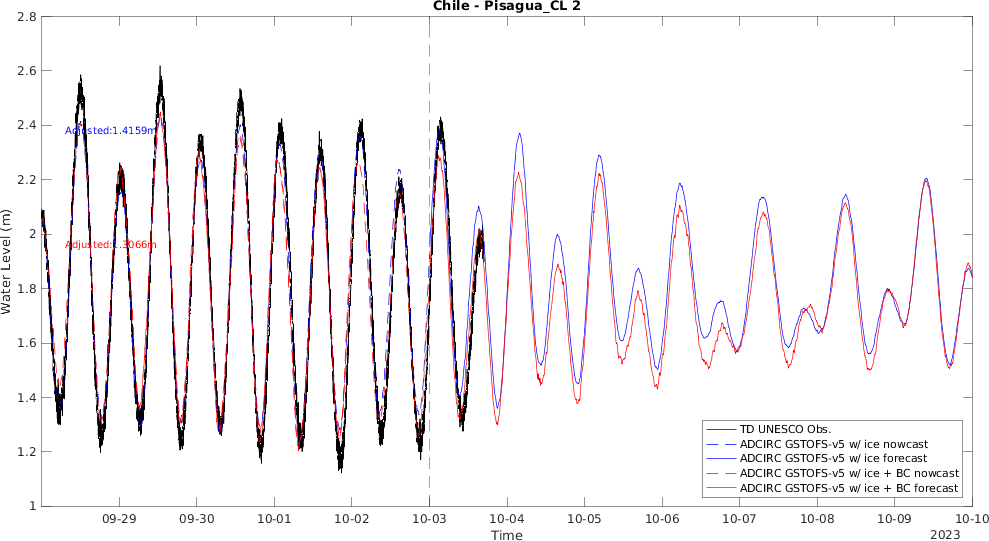 Chile - Pisagua_CL 2
Water Level (m)
2.8
2.6
2.4
2.2
2
1.8
1.6
1.4
1.2
1
Adjusted:1.4159m
Adjusted:1.3066m
TD UNESCO Obs.
ADCIRC GSTOFS-v5 w/ ice nowcast
ADCIRC GSTOFS-v5 w/ ice forecast
ADCIRC GSTOFS-v5 w/ ice + BC nowcast
ADCIRC GSTOFS-v5 w/ ice + BC forecast
09-29 09-30 10-01 10-02 10-03 10-04 10-05 10-06 10-07 10-08 10-09 10-10
Time
2023